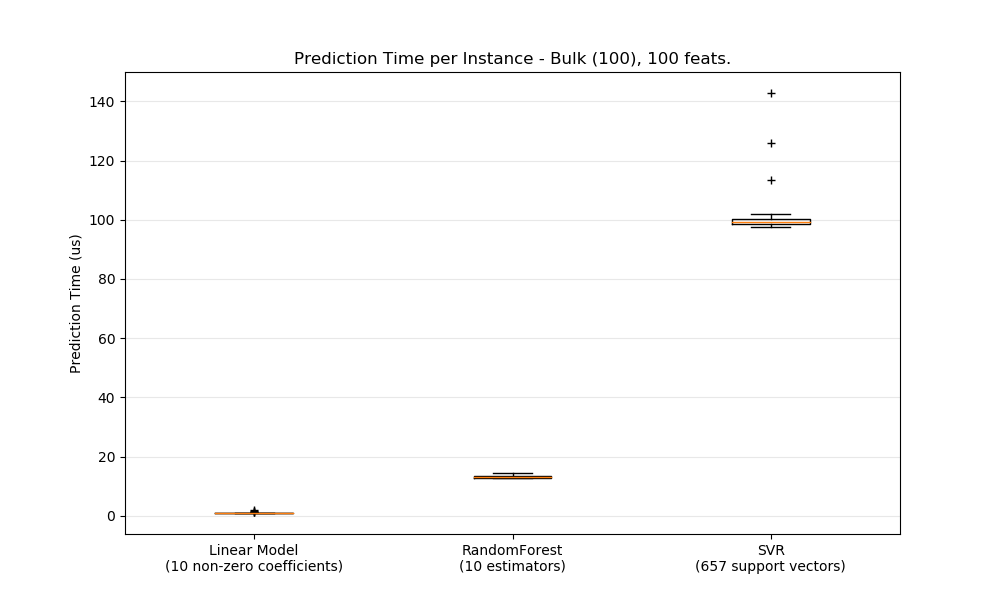 Prediction Time per Instance - Bulk (100), 100 feats.
Prediction Time (us)
140
120
100
80
60
40
20
0
Linear Model
(10 non-zero coefficients)
RandomForest
(10 estimators)
SVR
(657 support vectors)